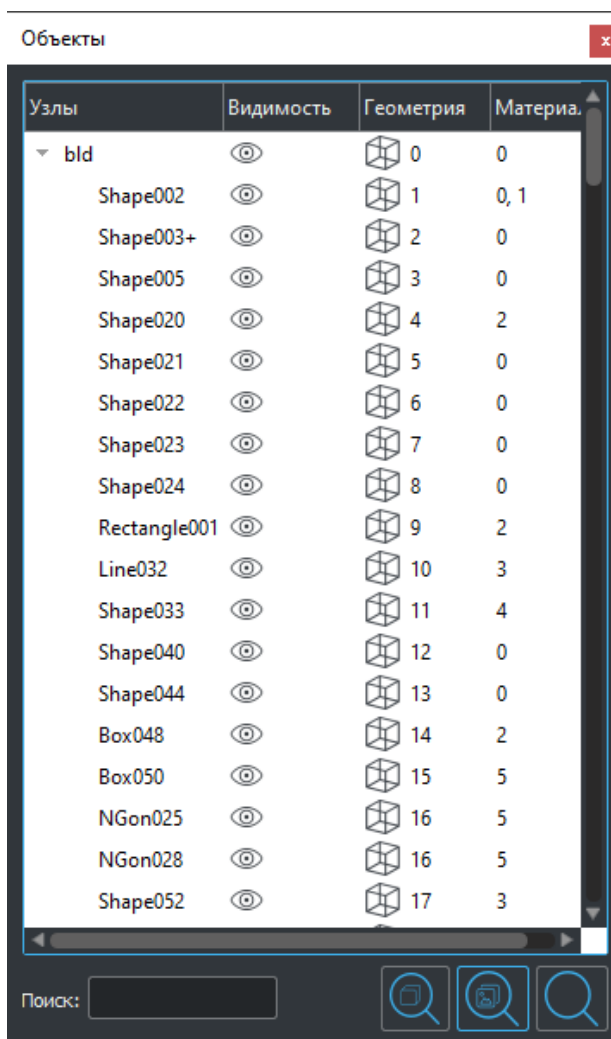 Объекты
x
Узлы Видимость Геометрия Материа
bld 0 0
Shape002 1 0, 1
Shape003+ 2 0
Shape005 3 0
Shape020 4 2
Shape021 5 0
Shape022 6 0
Shape023 7 0
Shape024 8 0
Rectangle001 9 2
Line032 10 3
Shape033 11 4
Shape040 12 0
Shape044 13 0
Box048 14 2
Box050 15 5
NGon025 16 5
NGon028 16 5
Shape052 17 3
Поиск: